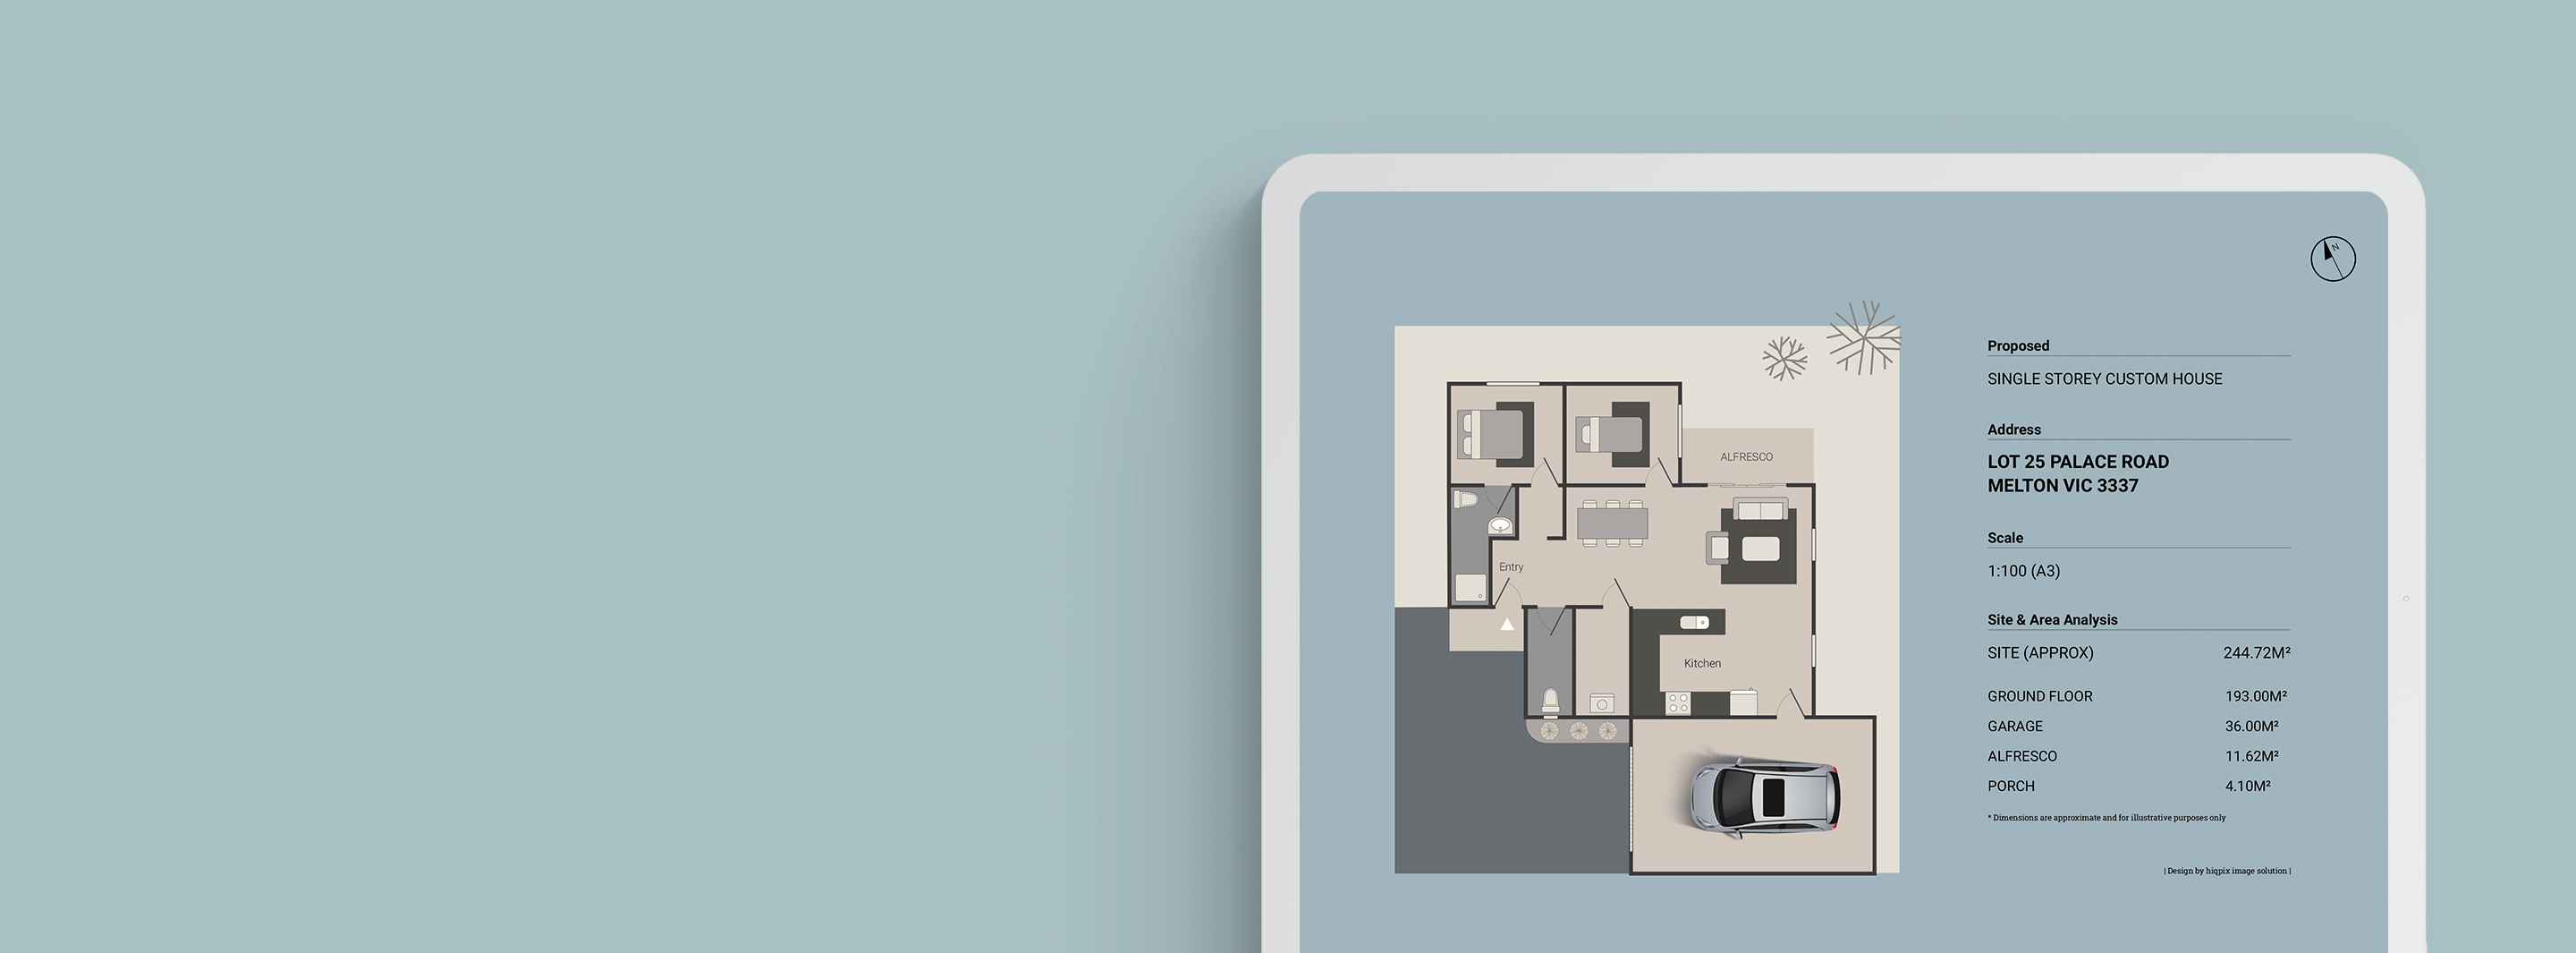 N
ALFRESCO
Entry
Kitchen
Proposed
SINGLE STOREY CUSTOM HOUSE
Address
LOT 25 PALACE ROAD
MELTON VIC 3337
Scale
1:100 (A3)
Site & Area Analysis
SITE (APPROX) 244.72M²
GROUND FLOOR 193.00M²
GARAGE 36.00M²
ALFRESCO 11.62M²
PORCH 4.10M²
* Dimensions are approximate and for illustrative purposes only
| Design by hiqpix image solution |